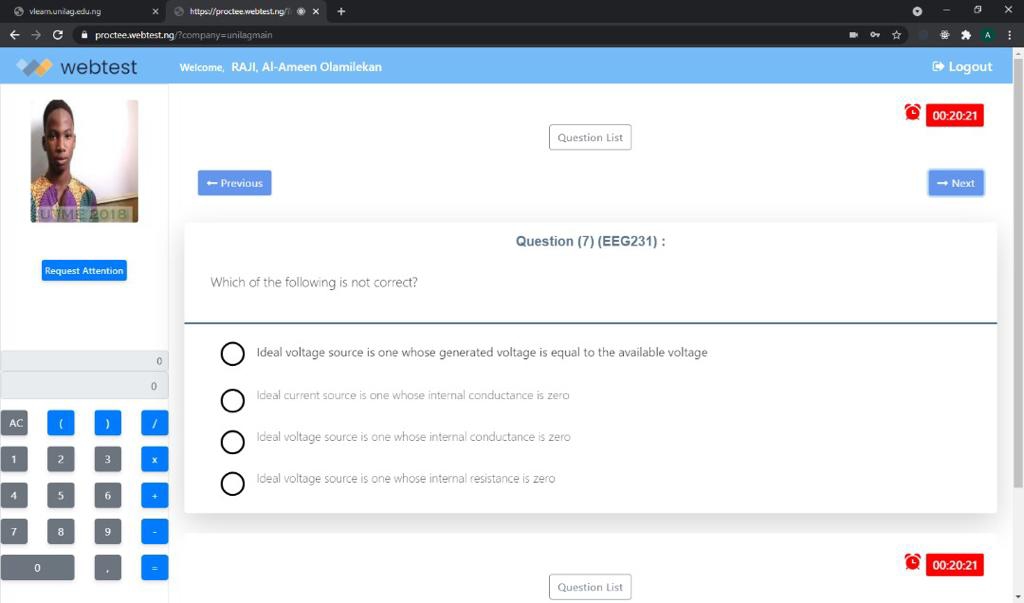 vleam.unilag.edu.ng
https://proctee.webtest.ng/
proctee.webtest.ng/?company=unilagmain
A
webtest
Welcome, RAJI, Al-Ameen Olamilekan
Logout
00:20:21
Question List
← Previous
→ Next
UTME 2018
Question (7) (EEG231) :
Request Attention
Which of the following is not correct?
Ideal voltage source is one whose generated voltage is equal to the available voltage
Ideal current source is one whose internal conductance is zero
Ideal voltage source is one whose internal conductance is zero
Ideal voltage source is one whose internal resistance is zero
0
0
AC ( ) /
1 2 3 x
4 5 6 +
7 8 9 -
0 , =
00:20:21
Question List